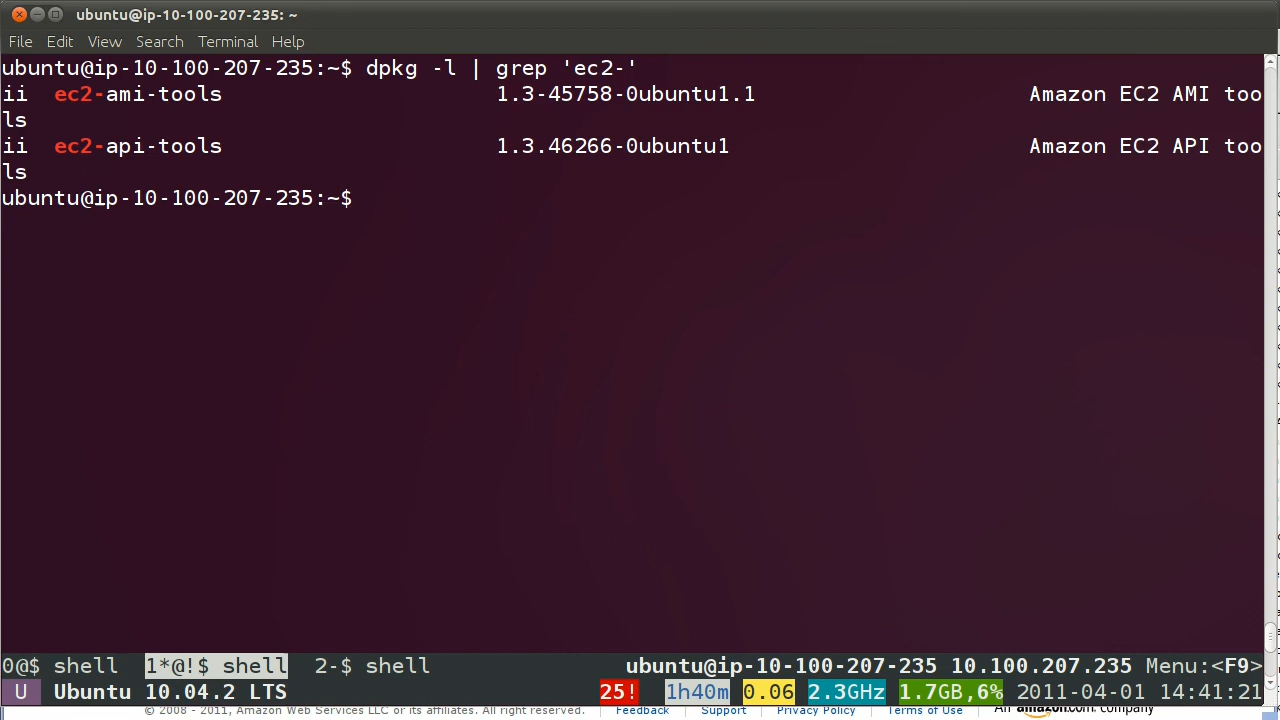 ubuntu@ip-10-100-207-235: ~
File Edit View Search Terminal Help
ubuntu@ip-10-100-207-235:~$ dpkg -l | grep 'ec2-'
ii  ec2-ami-tools                     1.3-45758-0ubuntu1.1                     Amazon EC2 AMI too
ls
ii  ec2-api-tools                     1.3.46266-0ubuntu1                       Amazon EC2 API too
ls
ubuntu@ip-10-100-207-235:~$
0@$ shell  1*@!$ shell  2-$ shell  ubuntu@ip-10-100-207-235 10.100.207.235 Menu:<F9>
U Ubuntu 10.04.2 LTS  25! 1h40m 0.06 2.3GHz 1.7GB,6% 2011-04-01 14:41:21
© 2008 - 2011, Amazon Web Services LLC or its affiliates. All right reserved. | Feedback | Support | Privacy Policy | Terms of Use | An amazon.com company